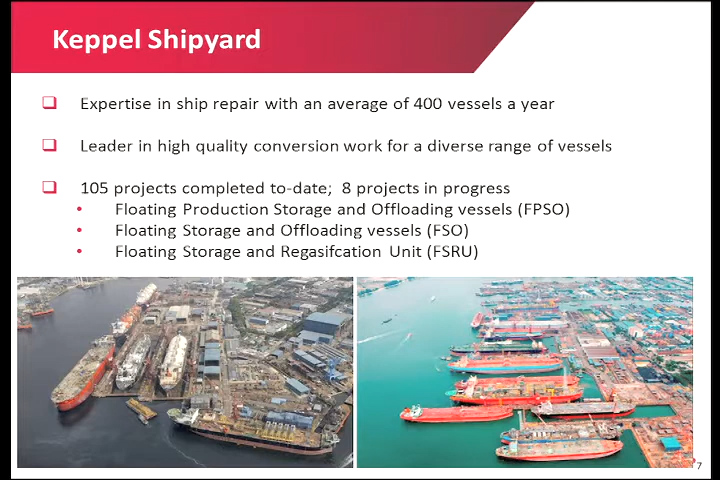 Keppel Shipyard
Expertise in ship repair with an average of 400 vessels a year
Leader in high quality conversion work for a diverse range of vessels
105 projects completed to-date; 8 projects in progress
• Floating Production Storage and Offloading vessels (FPSO)
• Floating Storage and Offloading vessels (FSO)
• Floating Storage and Regasifcation Unit (FSRU)
7